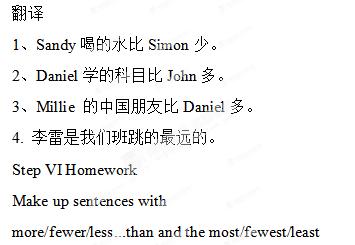 翻译
1、Sandy 喝的水比 Simon 少。
2、Daniel 学的科目比 John 多。
3、Millie 的中国朋友比 Daniel 多。
4. 李雷是我们班跳的最远的。
Step VI Homework
Make up sentences with
more/fewer/less...than and the most/fewest/least